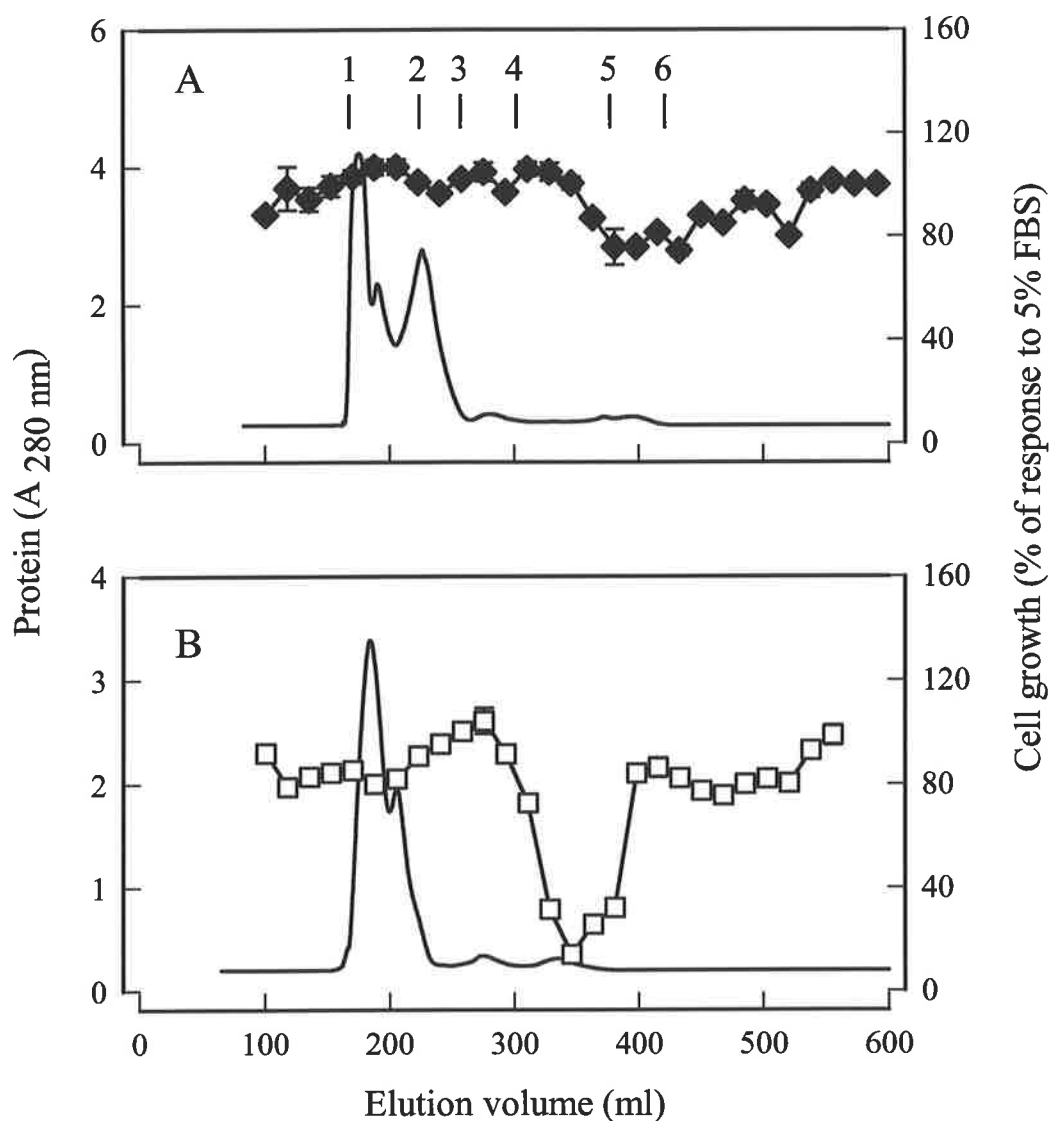 6
4
2
0
160
120
80
40
0
A
1 2 3 4 5 6
4
3
2
1
0
160
120
80
40
0
B
0 100 200 300 400 500 600
Elution volume (ml)
Protein (A 280 nm)
Cell growth (% of response to 5% FBS)